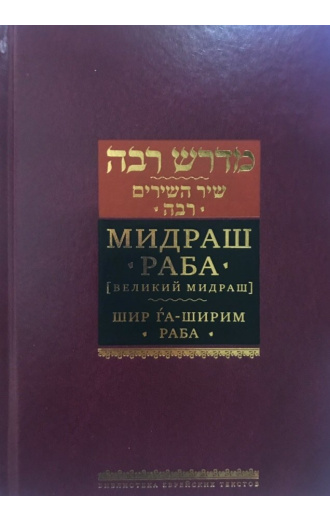 מדרש רבה
שיר השירים
· רבה ·
МИДРАШ
· РАБА ·
[ВЕЛИКИЙ МИДРАШ]
ШИР ЃА-ШИРИМ
· РАБА ·
БИБЛИОТЕКА ЕВРЕЙСКИХ ТЕКСТОВ